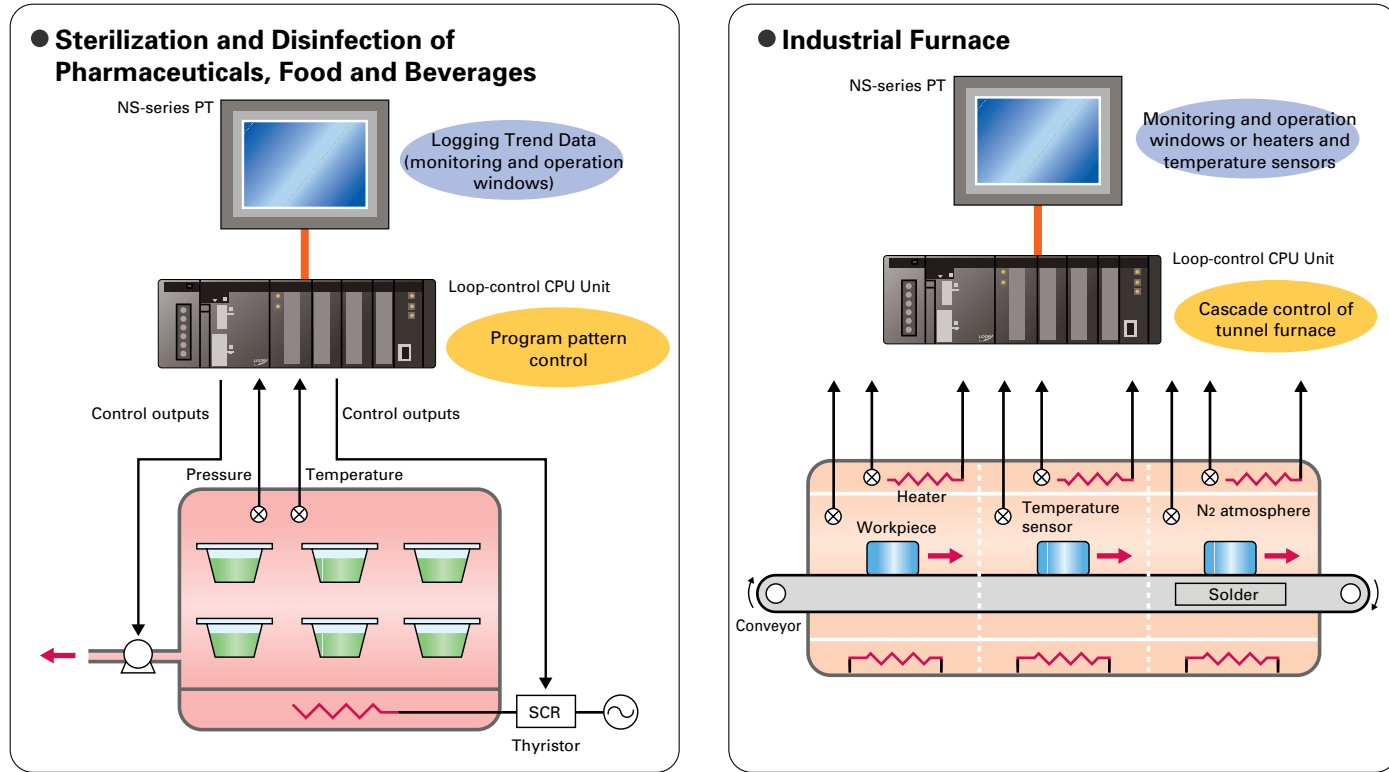 ● Sterilization and Disinfection of
Pharmaceuticals, Food and Beverages
NS-series PT
Logging Trend Data
(monitoring and operation
windows)
Loop-control CPU Unit
Program pattern
control
Control outputs
Control outputs
Pressure
Temperature
SCR
Thyristor
● Industrial Furnace
NS-series PT
Monitoring and operation
windows or heaters and
temperature sensors
Loop-control CPU Unit
Cascade control of
tunnel furnace
Heater
Temperature
sensor
N2 atmosphere
Workpiece
Solder
Conveyor